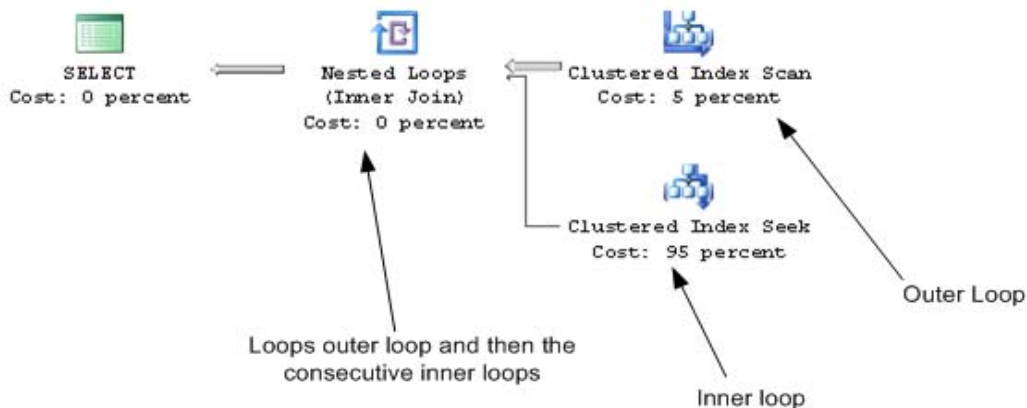 SELECT
Cost: 0 percent
Nested Loops
(Inner Join)
Cost: 0 percent
Clustered Index Scan
Cost: 5 percent
Clustered Index Seek
Cost: 95 percent
Outer Loop
Loops outer loop and then the
consecutive inner loops
Inner loop